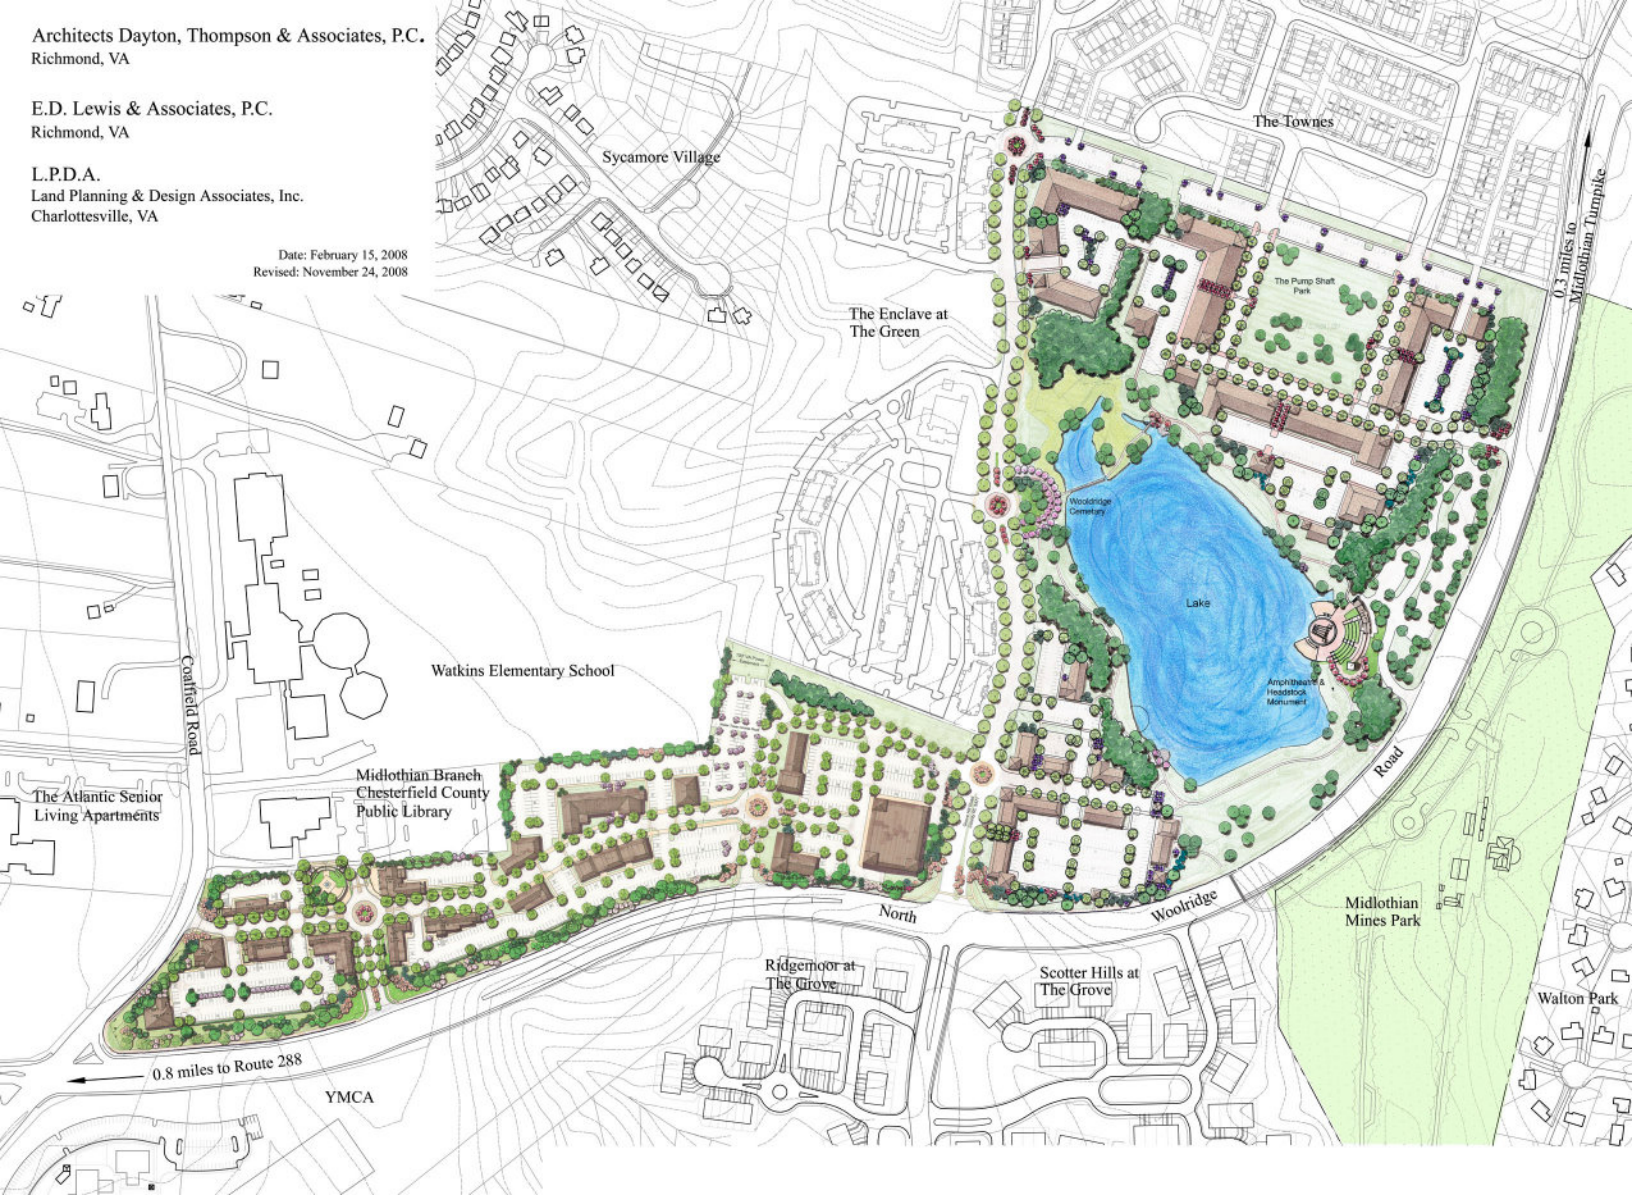 Architects Dayton, Thompson & Associates, P.C.
Richmond, VA
E.D. Lewis & Associates, P.C.
Richmond, VA
L.P.D.A.
Land Planning & Design Associates, Inc.
Charlottesville, VA
Date: February 15, 2008
Revised: November 24, 2008
Sycamore Village
The Townes
0.3 miles to
Midlothian Turnpike
The Pump Shaft
Park
The Enclave at
The Green
Wooldridge
Cemetery
Lake
Amphitheatre &
Headstock
Monument
Watkins Elementary School
Coalfield Road
The Atlantic Senior
Living Apartments
Midlothian Branch
Chesterfield County
Public Library
North
Woolridge
Road
Midlothian
Mines Park
Ridgemoor at
The Grove
Scotter Hills at
The Grove
Walton Park
0.8 miles to Route 288
YMCA